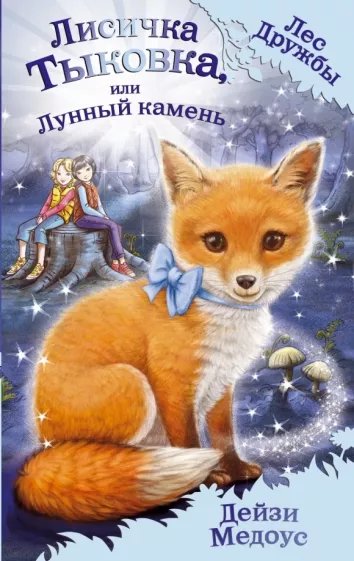 Лисичка
Тыковка,
или
Лунный камень
Лес
Дружбы
Дейзи
Медоус